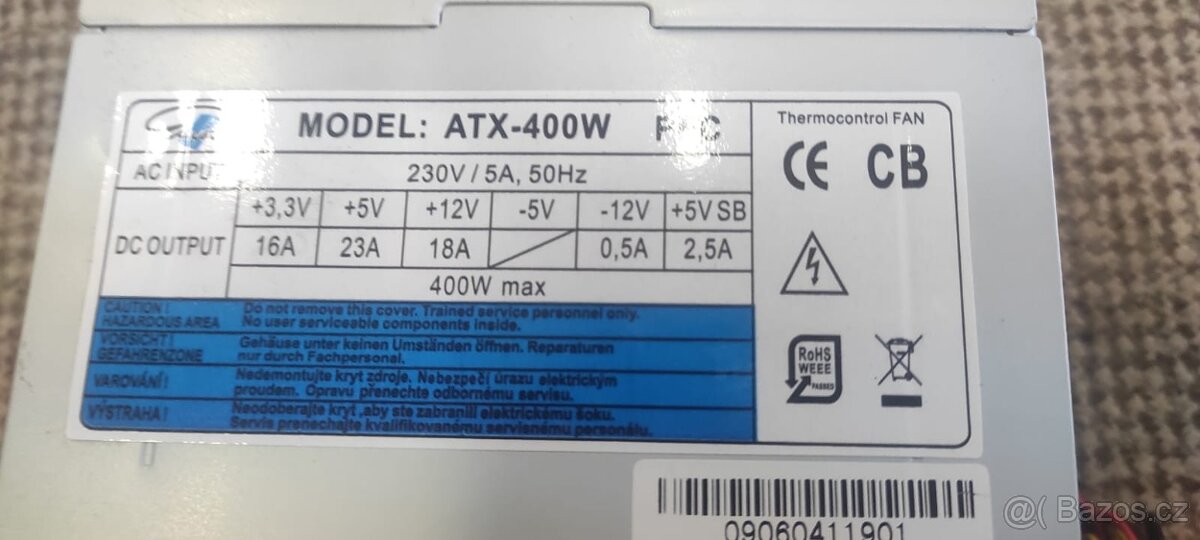 MODEL: ATX-400W
Thermocontrol FAN
AC INPUT 230V / 5A, 50Hz
CE CB
+3,3V +5V +12V -5V -12V +5V SB
DC OUTPUT 16A 23A 18A 0,5A 2,5A
400W max
CAUTION! HAZARDOUS AREA
Do not remove this cover. Trained service personnel only.
No user serviceable components inside.
VORSICHT! GEFAHRENZONE
Gehäuse unter keinen Umständen öffnen. Reparaturen
nur durch Fachpersonal.
VAROVÁNÍ!
Nedemontujte kryt zdroje. Nebezpečí úrazu elektrickým
proudem. Opravu přenechte odbornému servisu.
VÝSTRAHA!
Neodoberajte kryt ,aby ste zabranili elektrickému šoku.
Servis prenechajte kvalifikovanému servisnému personálu.
RoHS
WEEE
PASSED
09060411901
@( Bazos.cz